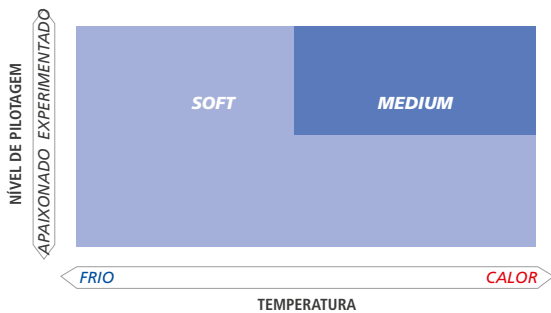 NÍVEL DE PILOTAGEM
APAIXONADO EXPERIMENTADO
SOFT
MEDIUM
FRIO
CALOR
TEMPERATURA